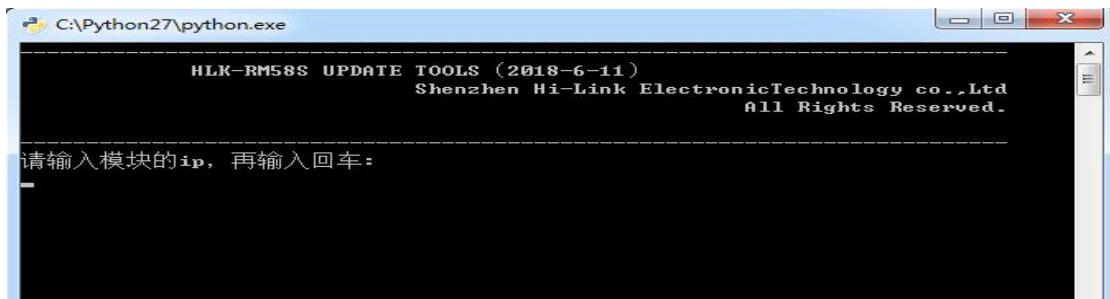 C:\Python27\python.exe
HLK-RM58S UPDATE TOOLS (2018-6-11)
Shenzhen Hi-Link ElectronicTechnology co.,Ltd
All Rights Reserved.
请输入模块的ip, 再输入回车: